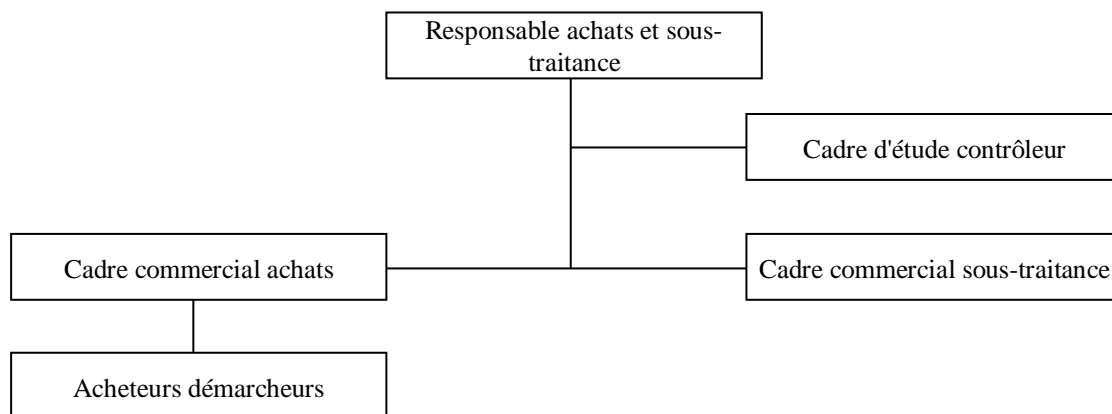 Responsable achats et sous-
traitance
Cadre d'étude contrôleur
Cadre commercial achats
Cadre commercial sous-traitance
Acheteurs démarcheurs